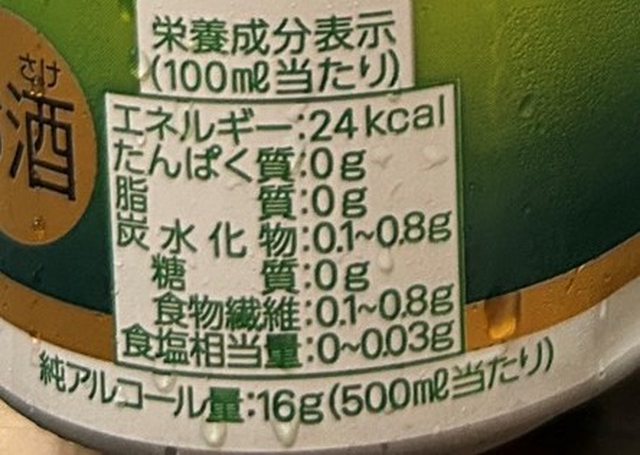 栄養成分表示
(100mℓ当たり)
さけ
酒
エネルギー:24kcal
たんぱく質:0g
脂質:0g
炭水化物:0.1~0.8g
糖質:0g
食物繊維:0.1~0.8g
食塩相当量:0~0.03g
純アルコール量:16g(500mℓ当たり)